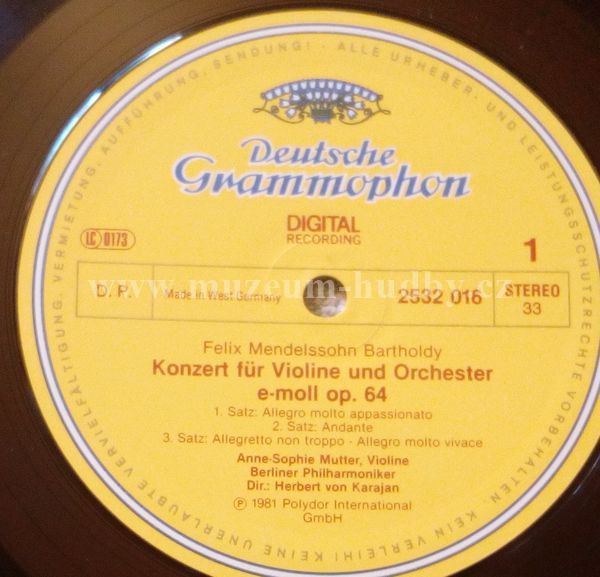 Deutsche
Grammophon
DIGITAL
RECORDING
LC 0173
1
D. P.
Made in West Germany
2532 016
STEREO
33
Felix Mendelssohn Bartholdy
Konzert für Violine und Orchester
e-moll op. 64
1. Satz: Allegro molto appassionato
2. Satz: Andante
3. Satz: Allegretto non troppo - Allegro molto vivace
Anne-Sophie Mutter, Violine
Berliner Philharmoniker
Dir.: Herbert von Karajan
Ⓟ 1981 Polydor International
GmbH
ALLE URHEBER- UND LEISTUNGSSCHUTZRECHTE VORBEHALTEN. KEIN VERLEIH! KEINE UNERLAUBTE VERVIELFÄLTIGUNG, VERMIETUNG, AUFFÜHRUNG, SENDUNG! ·
www.muzeum-hudby.cz